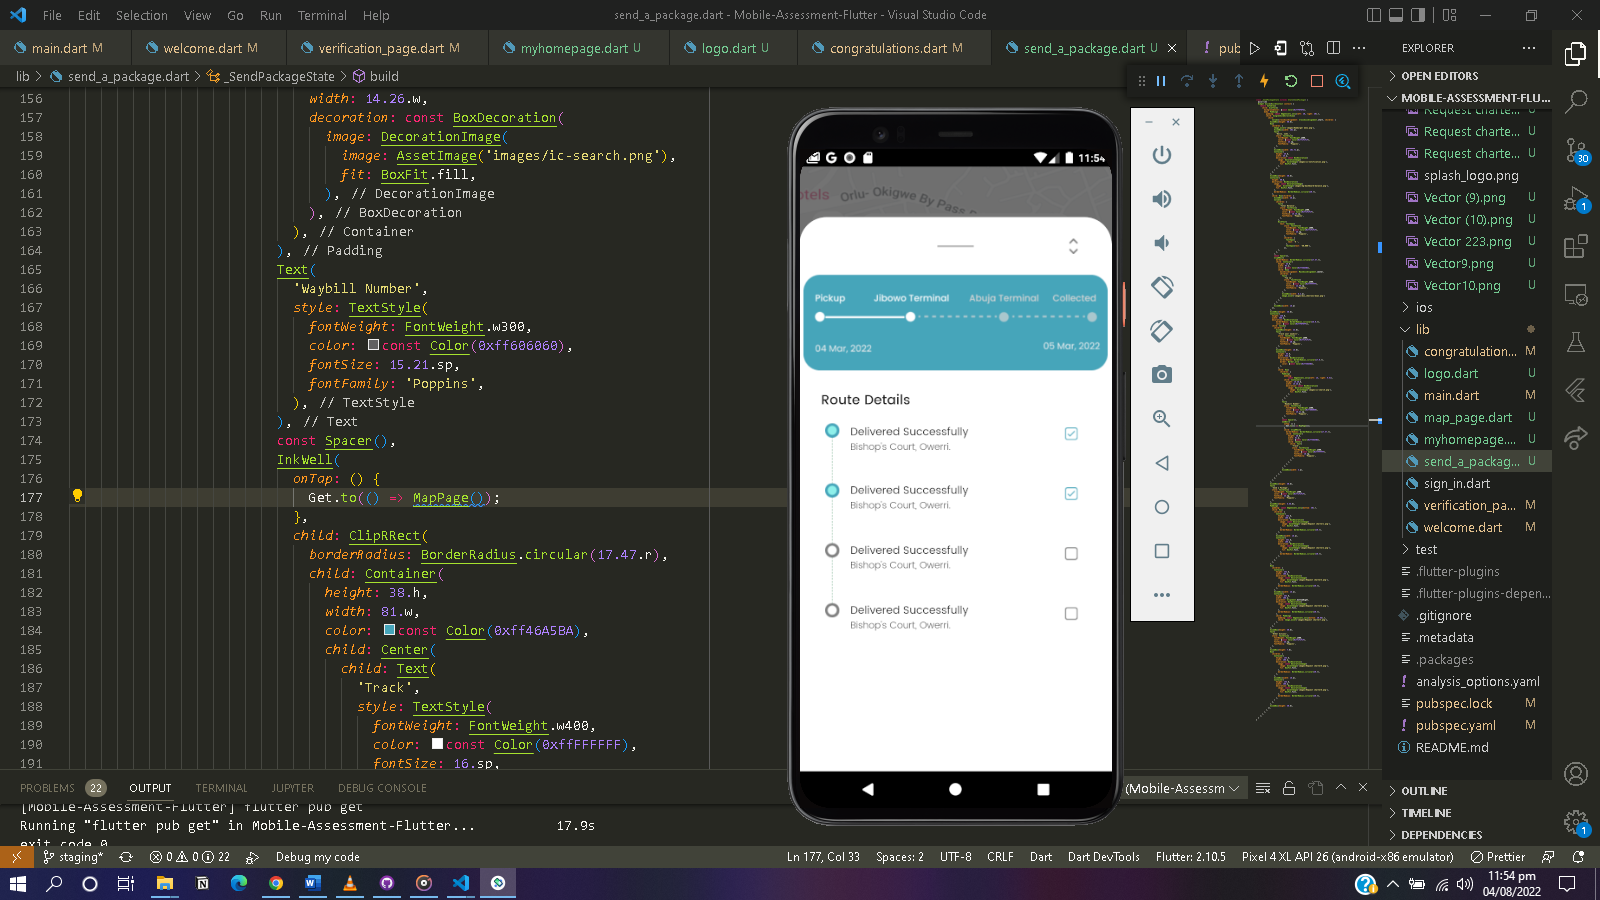 File Edit Selection View Go Run Terminal Help
send_a_package.dart - Mobile-Assessment-Flutter - Visual Studio Code
main.dart M welcome.dart M verification_page.dart M myhomepage.dart U logo.dart U congratulations.dart M send_a_package.dart U ! pub
lib > send_a_package.dart > _SendPackageState > build
156 width: 14.26.w,
157 decoration: const BoxDecoration(
158 image: DecorationImage(
159 image: AssetImage('images/ic-search.png'),
160 fit: BoxFit.fill,
161 ), // DecorationImage
162 ), // BoxDecoration
163 ), // Container
164 ), // Padding
165 Text(
166 'Waybill Number',
167 style: TextStyle(
168 fontWeight: FontWeight.w300,
169 color: const Color(0xff606060),
170 fontSize: 15.21.sp,
171 fontFamily: 'Poppins',
172 ), // TextStyle
173 ), // Text
174 const Spacer(),
175 InkWell(
176 onTap: () {
177 Get.to(() => MapPage());
178 },
179 child: ClipRRect(
180 borderRadius: BorderRadius.circular(17.47.r),
181 child: Container(
182 height: 38.h,
183 width: 81.w,
184 color: const Color(0xff46A5BA),
185 child: Center(
186 child: Text(
187 'Track',
188 style: TextStyle(
189 fontWeight: FontWeight.w400,
190 color: const Color(0xffFFFFFF),
191 fontSize: 16.sp,
11:54
otels Orlu- Okigwe By Pass
Pickup Jibowo Terminal Abuja Terminal Collected
04 Mar, 2022 05 Mar, 2022
Route Details
Delivered Successfully
Bishop's Court, Owerri.
Delivered Successfully
Bishop's Court, Owerri.
Delivered Successfully
Bishop's Court, Owerri.
Delivered Successfully
Bishop's Court, Owerri.
EXPLORER
OPEN EDITORS
MOBILE-ASSESSMENT-FLU...
Request charte... U
Request charte... U
Request charte... U
splash_logo.png
Vector (9).png U
Vector (10).png U
Vector 223.png U
Vector9.png U
Vector10.png U
ios
lib
congratulation... M
logo.dart U
main.dart M
map_page.dart U
myhomepage.... U
send_a_packag... U
sign_in.dart
verification_pa... M
welcome.dart M
test
.flutter-plugins
.flutter-plugins-depen...
.gitignore
.metadata
.packages
! analysis_options.yaml
pubspec.lock M
! pubspec.yaml M
README.md
OUTLINE
TIMELINE
DEPENDENCIES
30
1
1
PROBLEMS 22 OUTPUT TERMINAL JUPYTER DEBUG CONSOLE
(Mobile-Assessm
[Mobile-Assessment-Flutter] flutter pub get
Running "flutter pub get" in Mobile-Assessment-Flutter... 17.9s
exit code 0
staging* 0 0 22 Debug my code
Ln 177, Col 33 Spaces: 2 UTF-8 CRLF Dart Dart DevTools Flutter: 2.10.5 Pixel 4 XL API 26 (android-x86 emulator) Prettier
11:54 pm
04/08/2022